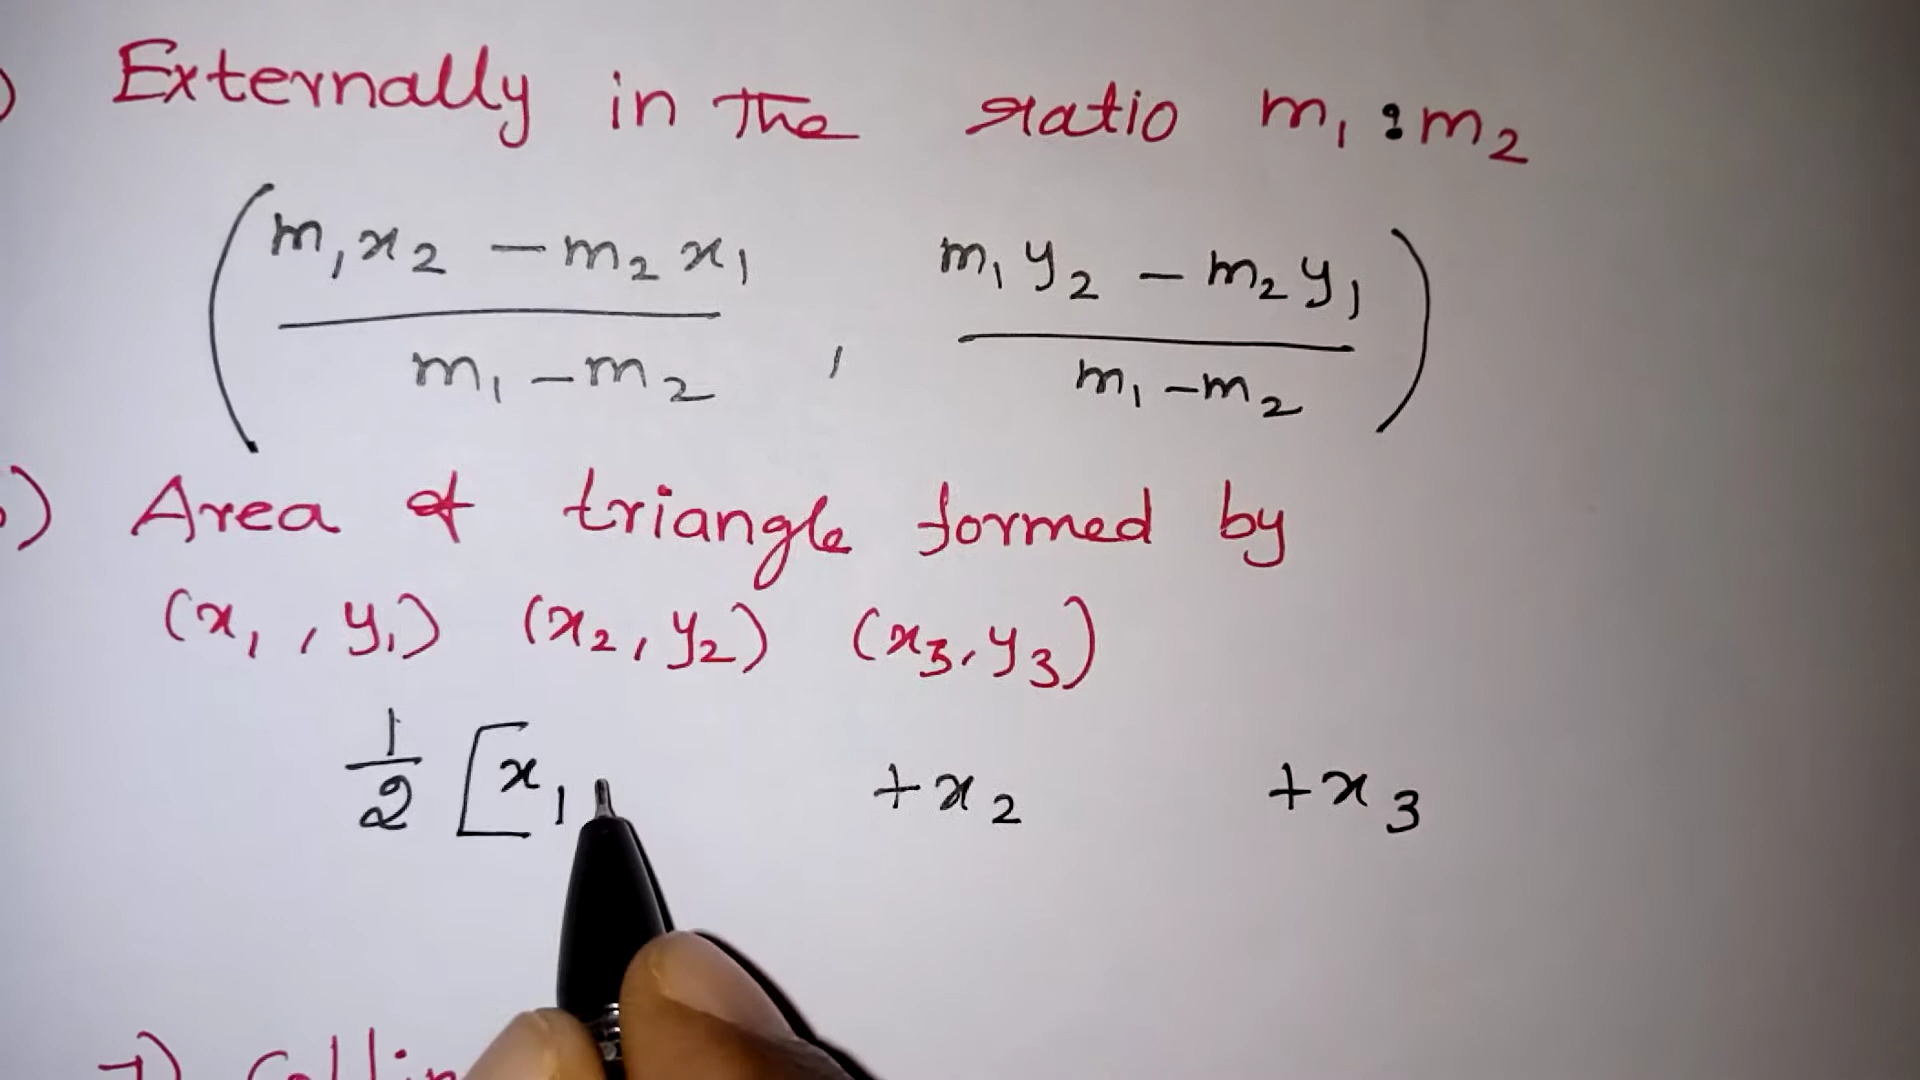 ) Externally in the ratio m₁ : m₂
( m₁x₂ − m₂x₁ / m₁ − m₂ , m₁y₂ − m₂y₁ / m₁ − m₂ )
) Area of triangle formed by
(x₁ , y₁) (x₂, y₂) (x₃, y₃)
1/2 [ x₁ + x₂ + x₃